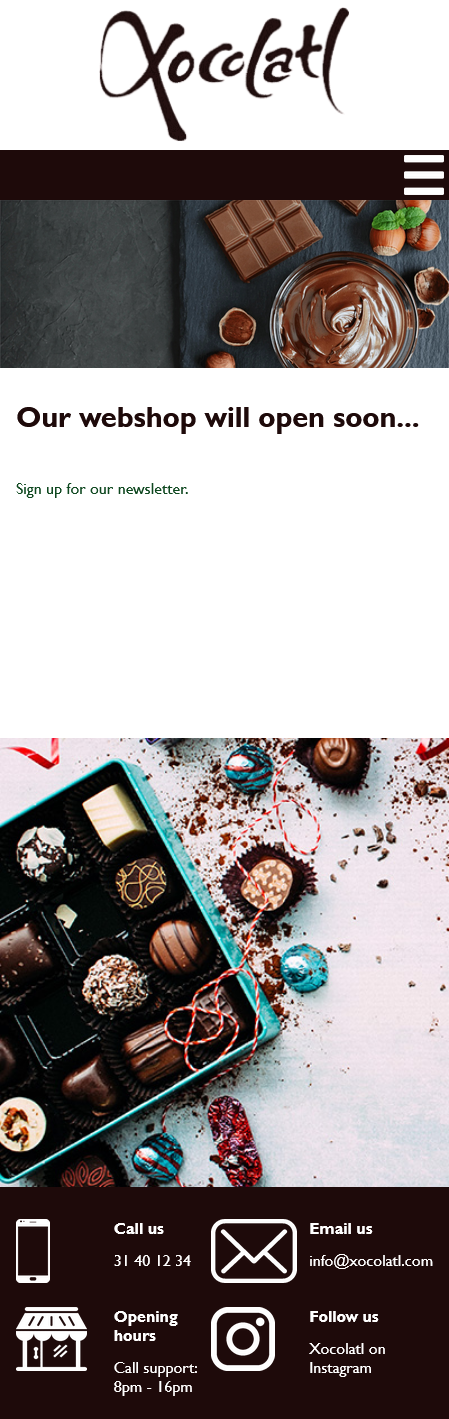 Xocolatl
Our webshop will open soon...
Sign up for our newsletter.
Call us
31 40 12 34
Email us
info@xocolatl.com
Opening
hours
Call support:
8pm - 16pm
Follow us
Xocolatl on
Instagram